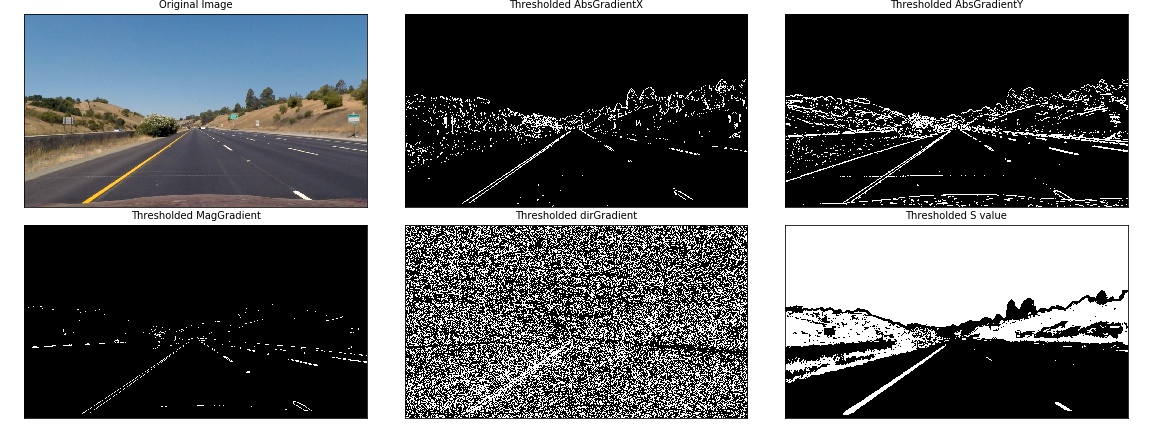 Original Image
Thresholded AbsGradientX
Thresholded AbsGradientY
Thresholded MagGradient
Thresholded dirGradient
Thresholded S value